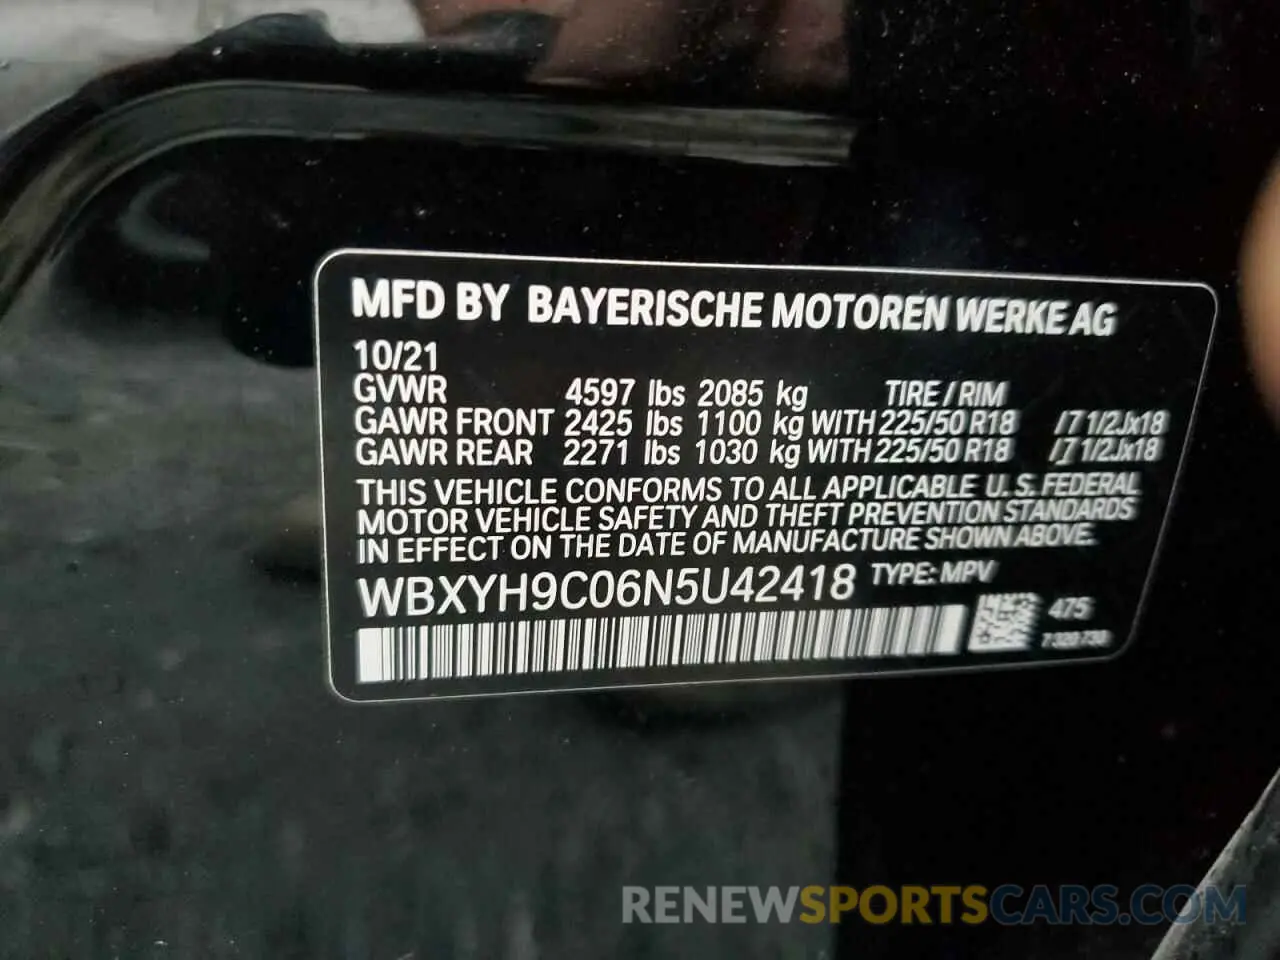 MFD BY BAYERISCHE MOTOREN WERKE AG
10/21
GVWR 4597 lbs 2085 kg TIRE / RIM
GAWR FRONT 2425 lbs 1100 kg WITH 225/50 R18 /7 1/2Jx18
GAWR REAR 2271 lbs 1030 kg WITH 225/50 R18 /7 1/2Jx18
THIS VEHICLE CONFORMS TO ALL APPLICABLE U.S. FEDERAL
MOTOR VEHICLE SAFETY AND THEFT PREVENTION STANDARDS
IN EFFECT ON THE DATE OF MANUFACTURE SHOWN ABOVE.
WBXYH9C06N5U42418 TYPE: MPV
475
RENEWSPORTSCARS.COM